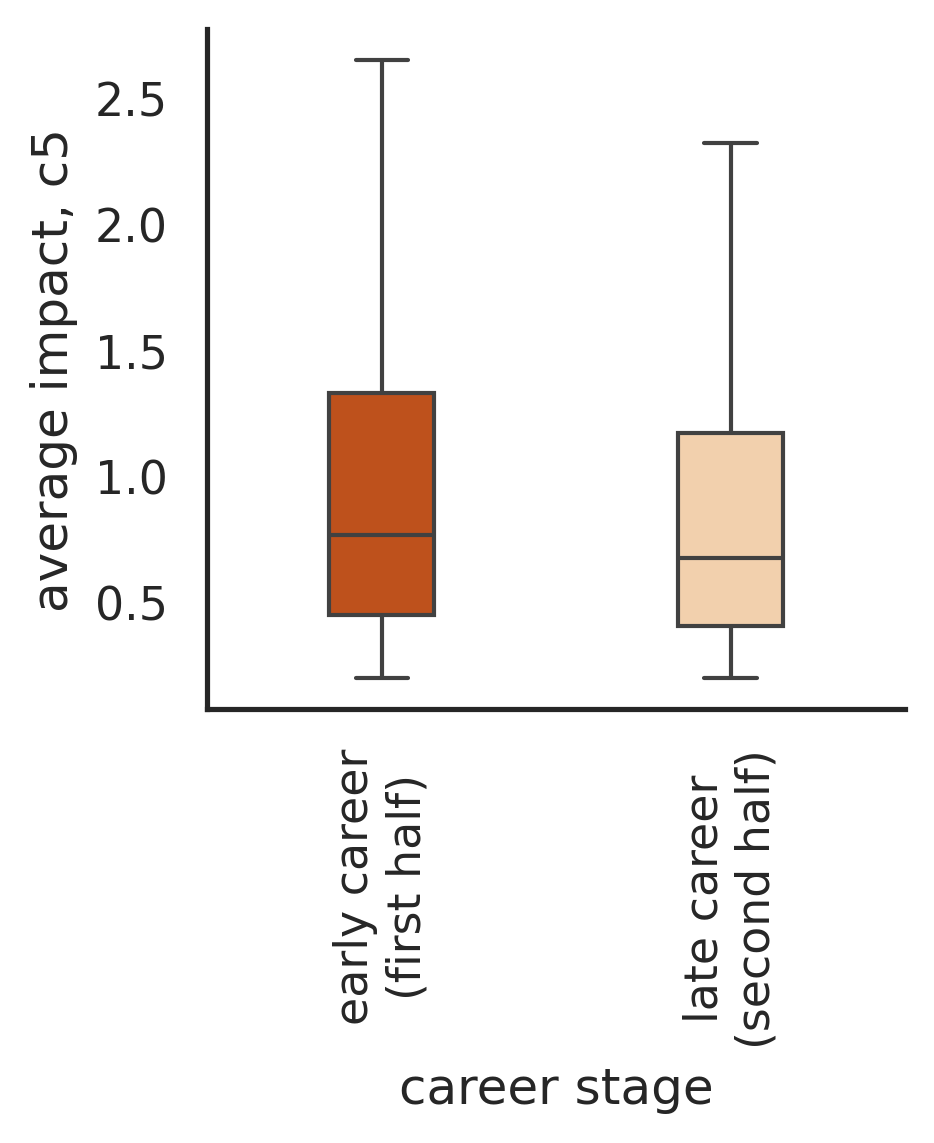 average impact, c5
2.5
2.0
1.5
1.0
0.5
early career
(first half)
late career
(second half)
career stage